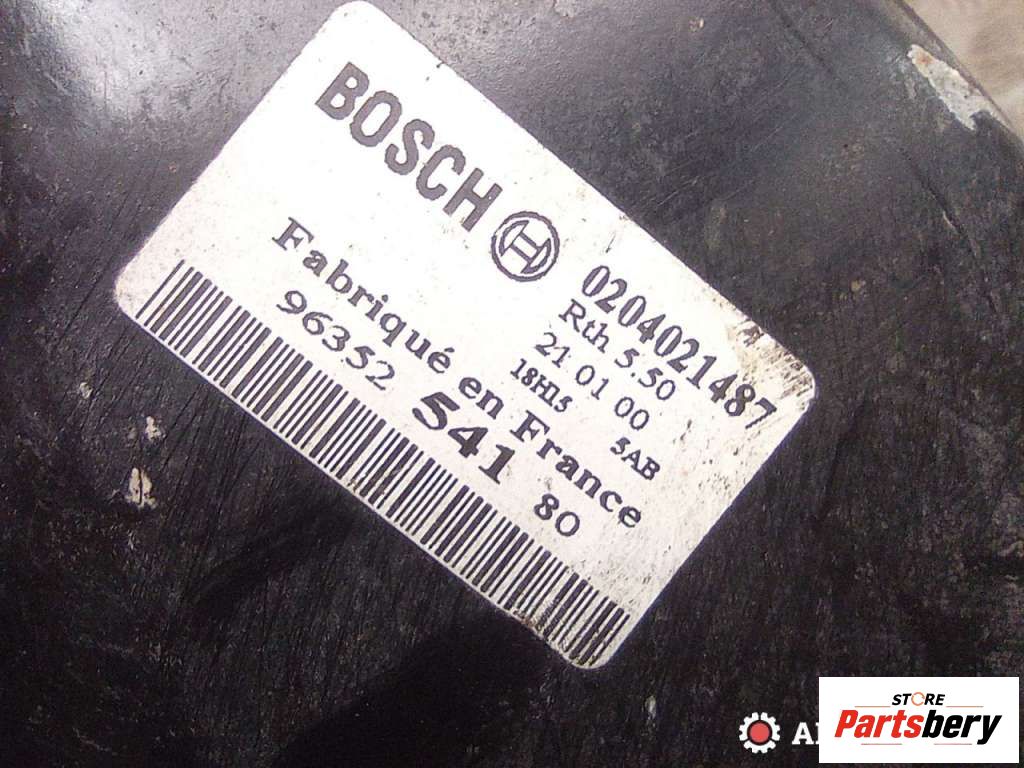 BOSCH
0204021487
Rth 5.50
21 01 00
18H15 5AB
Fabriqué en France
96352 541 80
STORE
Partsbery